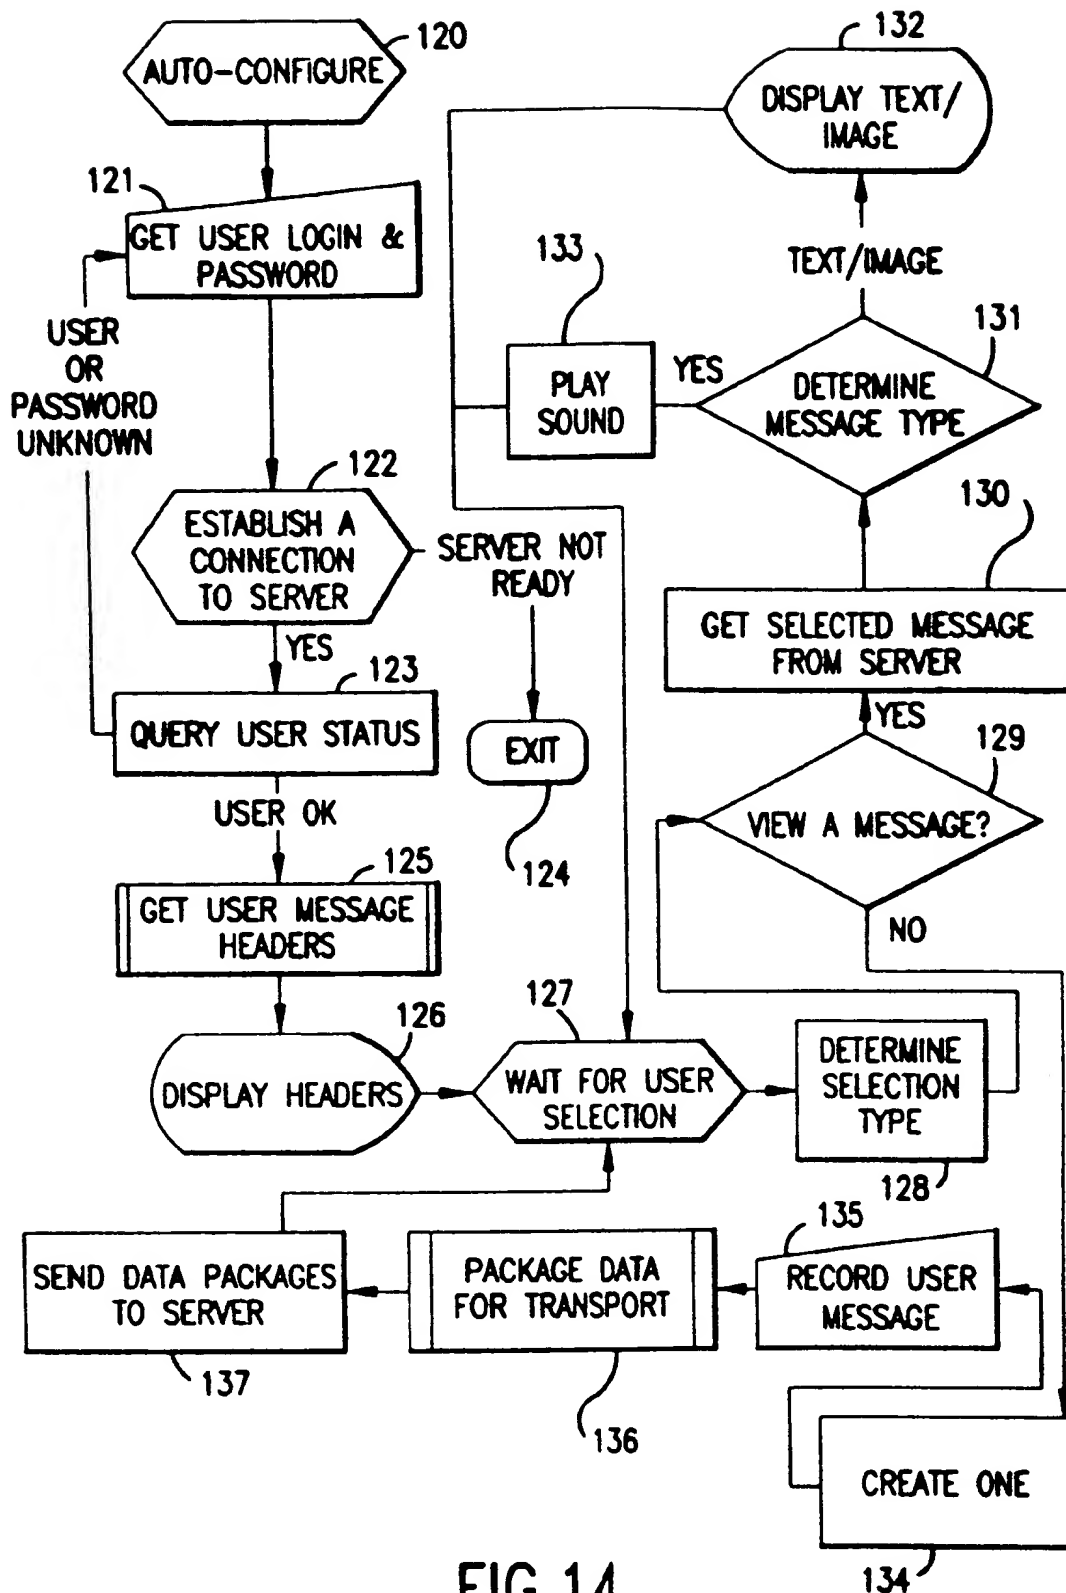 120
AUTO-CONFIGURE
121
GET USER LOGIN &
PASSWORD
USER
OR
PASSWORD
UNKNOWN
122
ESTABLISH A
CONNECTION
TO SERVER
SERVER NOT
READY
YES
123
QUERY USER STATUS
EXIT
124
USER OK
125
GET USER MESSAGE
HEADERS
126
DISPLAY HEADERS
127
WAIT FOR USER
SELECTION
DETERMINE
SELECTION
TYPE
128
129
VIEW A MESSAGE?
YES
NO
130
GET SELECTED MESSAGE
FROM SERVER
131
DETERMINE
MESSAGE TYPE
YES
TEXT/IMAGE
132
DISPLAY TEXT/
IMAGE
133
PLAY
SOUND
134
CREATE ONE
135
RECORD USER
MESSAGE
136
PACKAGE DATA
FOR TRANSPORT
137
SEND DATA PACKAGES
TO SERVER
FIG.14